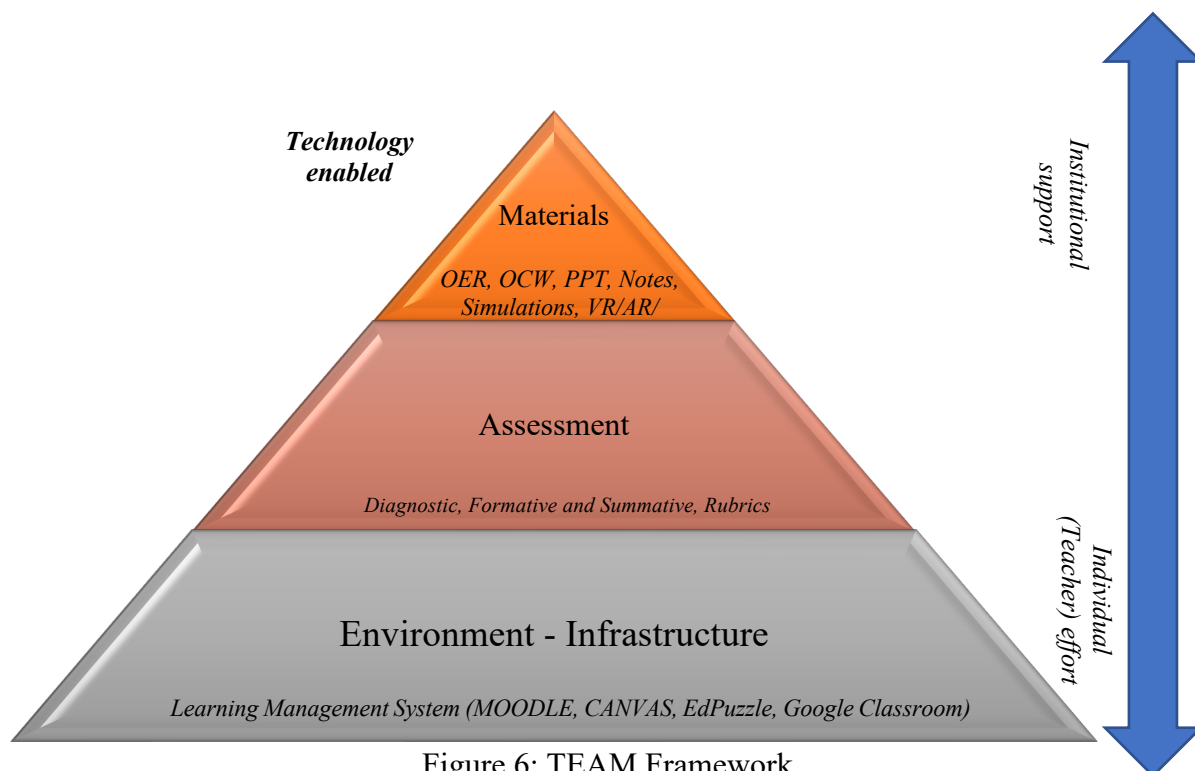 Technology
enabled
Materials
OER, OCW, PPT, Notes,
Simulations, VR/AR/
Assessment
Diagnostic, Formative and Summative, Rubrics
Environment - Infrastructure
Learning Management System (MOODLE, CANVAS, EdPuzzle, Google Classroom)
Institutional
support
Individual
(Teacher) effort
Figure 6: TEAM Framework